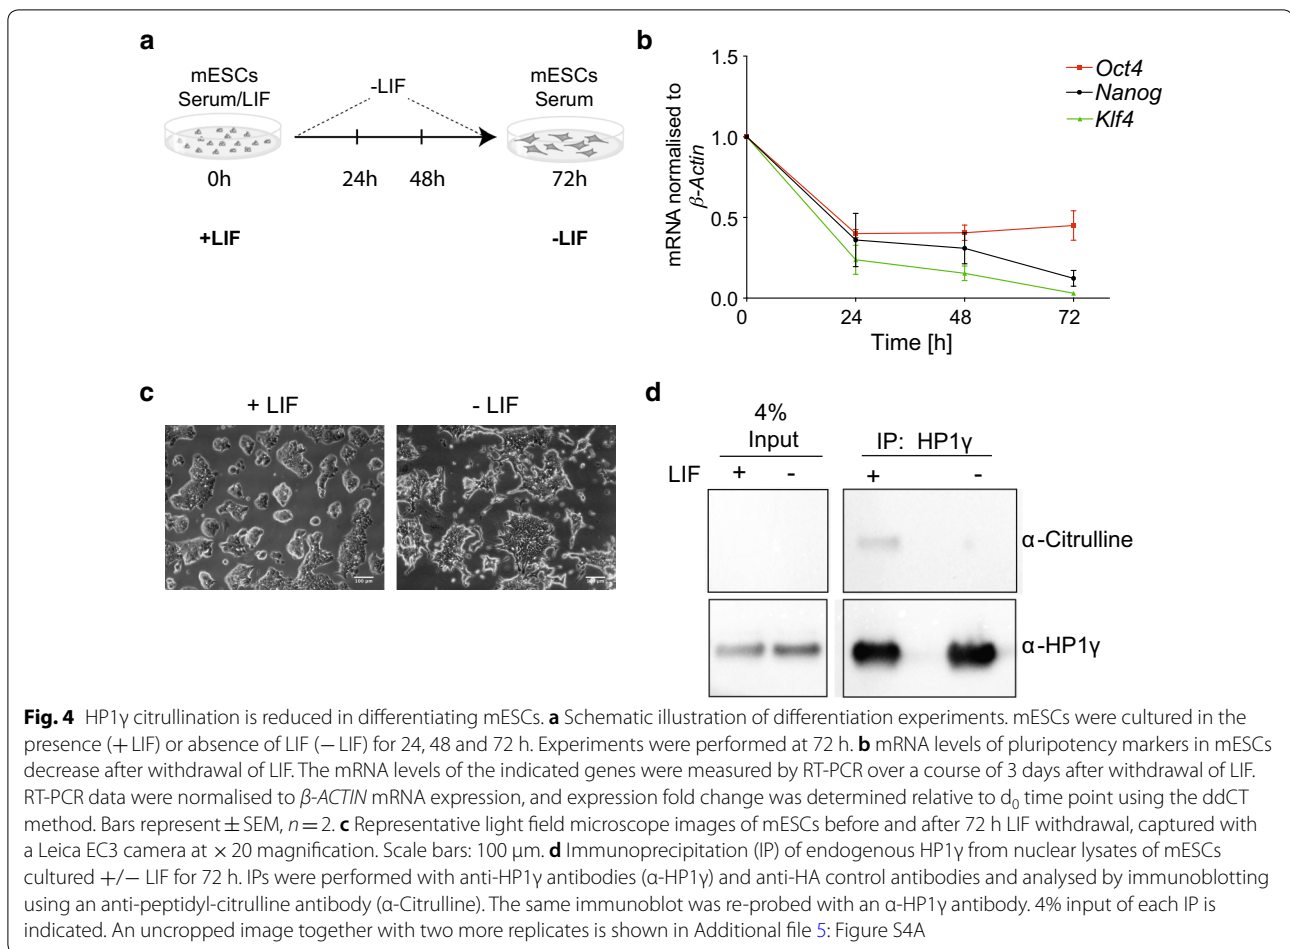 a
mESCs
Serum/LIF
-LIF
mESCs
Serum
0h
24h
48h
72h
+LIF
-LIF
b
mRNA normalised to
β-Actin
1.5
1.0
0.5
0.0
0
24
48
72
Time [h]
Oct4
Nanog
Klf4
c
+ LIF
- LIF
100 µm
d
4%
Input
IP: HP1γ
LIF + - + -
α-Citrulline
α-HP1γ
Fig. 4 HP1γ citrullination is reduced in differentiating mESCs. a Schematic illustration of differentiation experiments. mESCs were cultured in the
presence (+ LIF) or absence of LIF (− LIF) for 24, 48 and 72 h. Experiments were performed at 72 h. b mRNA levels of pluripotency markers in mESCs
decrease after withdrawal of LIF. The mRNA levels of the indicated genes were measured by RT-PCR over a course of 3 days after withdrawal of LIF.
RT-PCR data were normalised to β-ACTIN mRNA expression, and expression fold change was determined relative to d0 time point using the ddCT
method. Bars represent ± SEM, n = 2. c Representative light field microscope images of mESCs before and after 72 h LIF withdrawal, captured with
a Leica EC3 camera at × 20 magnification. Scale bars: 100 μm. d Immunoprecipitation (IP) of endogenous HP1γ from nuclear lysates of mESCs
cultured +/− LIF for 72 h. IPs were performed with anti-HP1γ antibodies (α-HP1γ) and anti-HA control antibodies and analysed by immunoblotting
using an anti-peptidyl-citrulline antibody (α-Citrulline). The same immunoblot was re-probed with an α-HP1γ antibody. 4% input of each IP is
indicated. An uncropped image together with two more replicates is shown in Additional file 5: Figure S4A